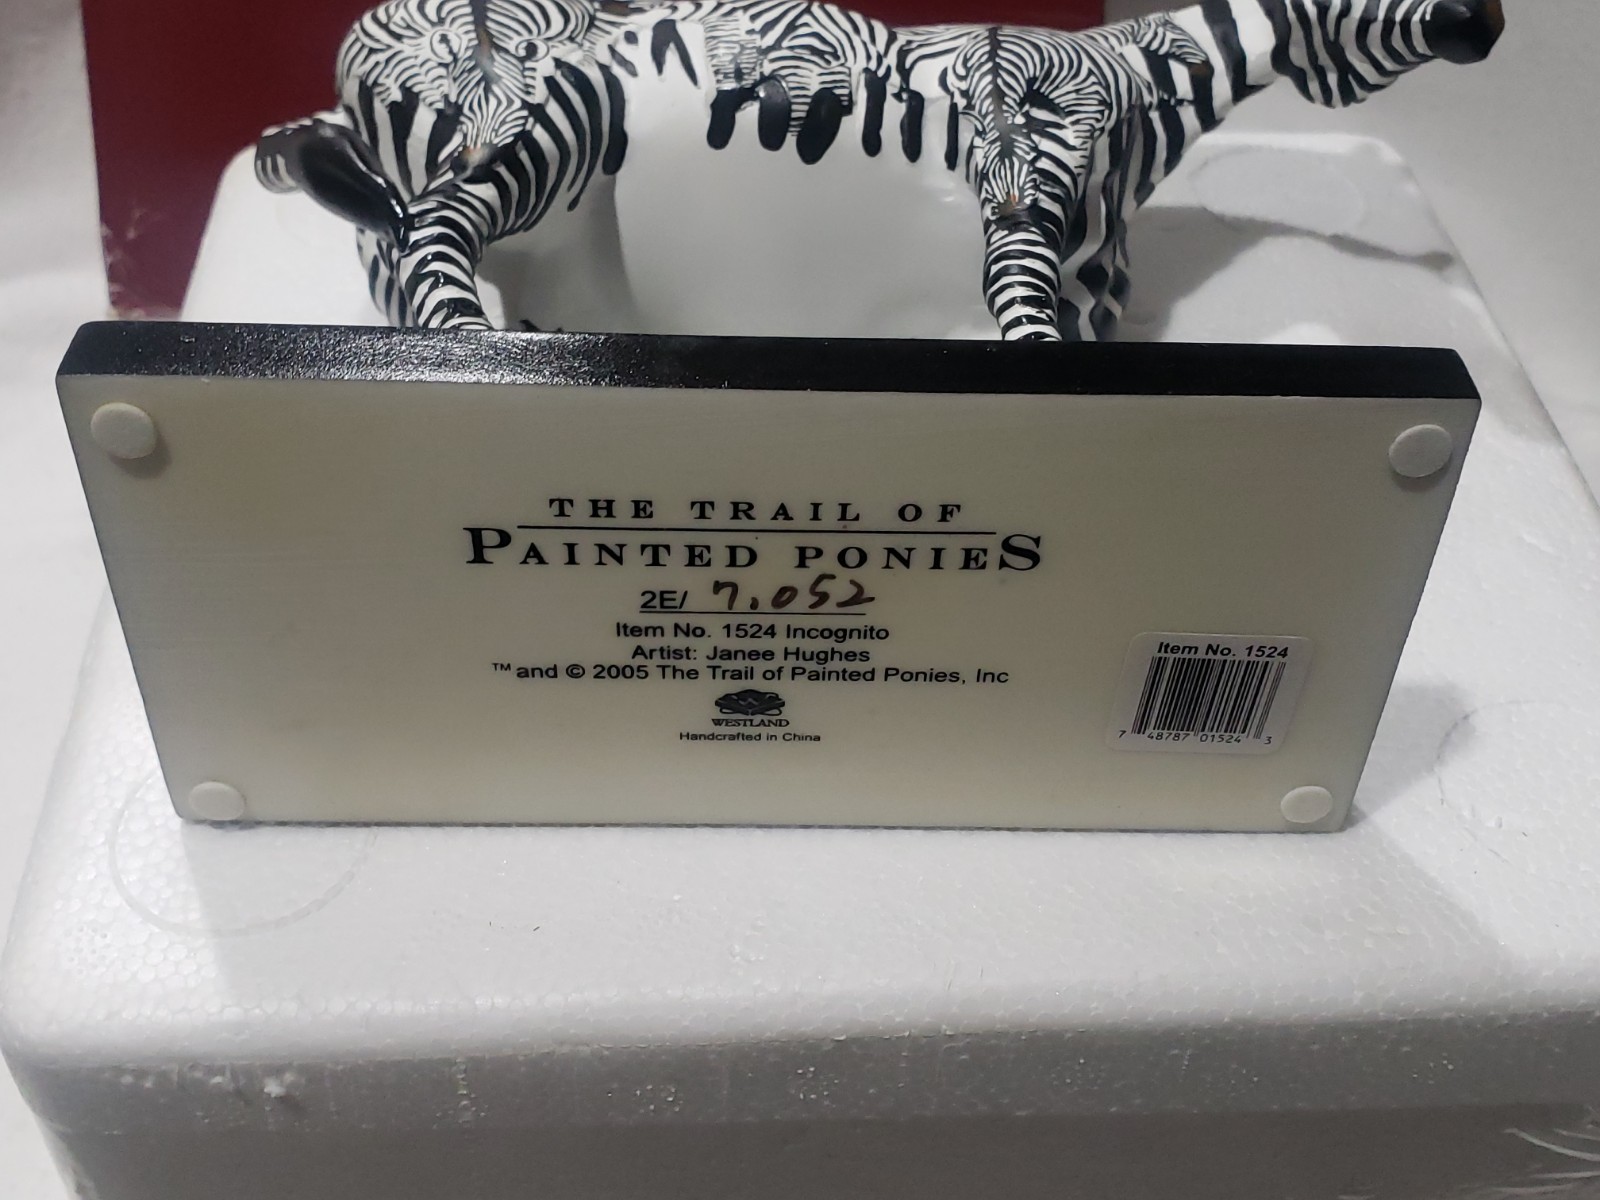 THE TRAIL OF
PAINTED PONIES
2E/ 7,052
Item No. 1524 Incognito
Artist: Janee Hughes
™ and © 2005 The Trail of Painted Ponies, Inc
WESTLAND
Handcrafted in China
Item No. 1524
7 48787 01524 3